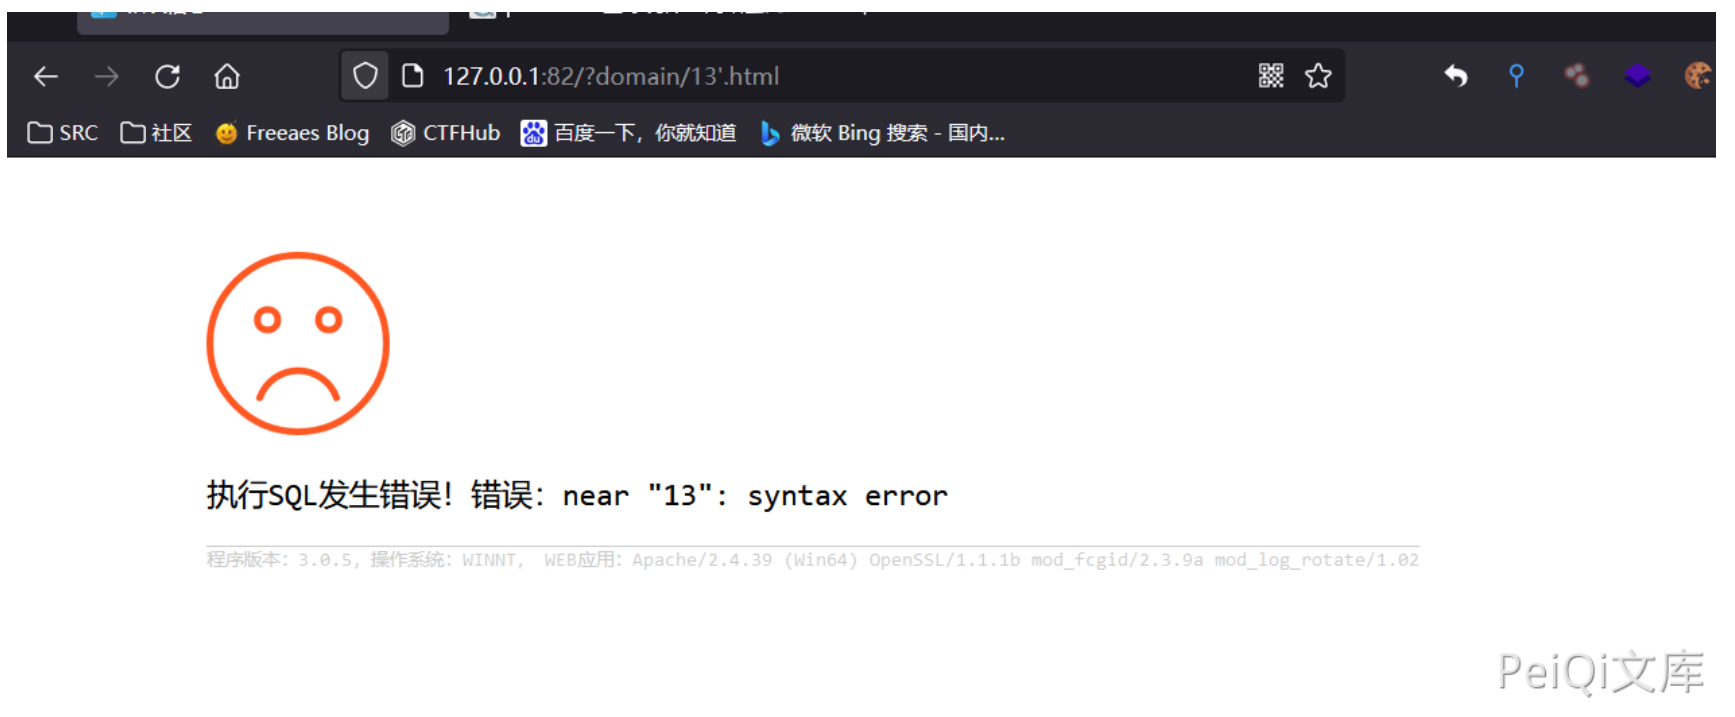 127.0.0.1:82/?domain/13'.html
SRC 社区 Freeaes Blog CTFHub 百度一下，你就知道 微软 Bing 搜索 - 国内...
执行SQL发生错误！错误：near "13": syntax error
程序版本：3.0.5，操作系统：WINNT， WEB应用：Apache/2.4.39 (Win64) OpenSSL/1.1.1b mod_fcgid/2.3.9a mod_log_rotate/1.02
PeiQi文库